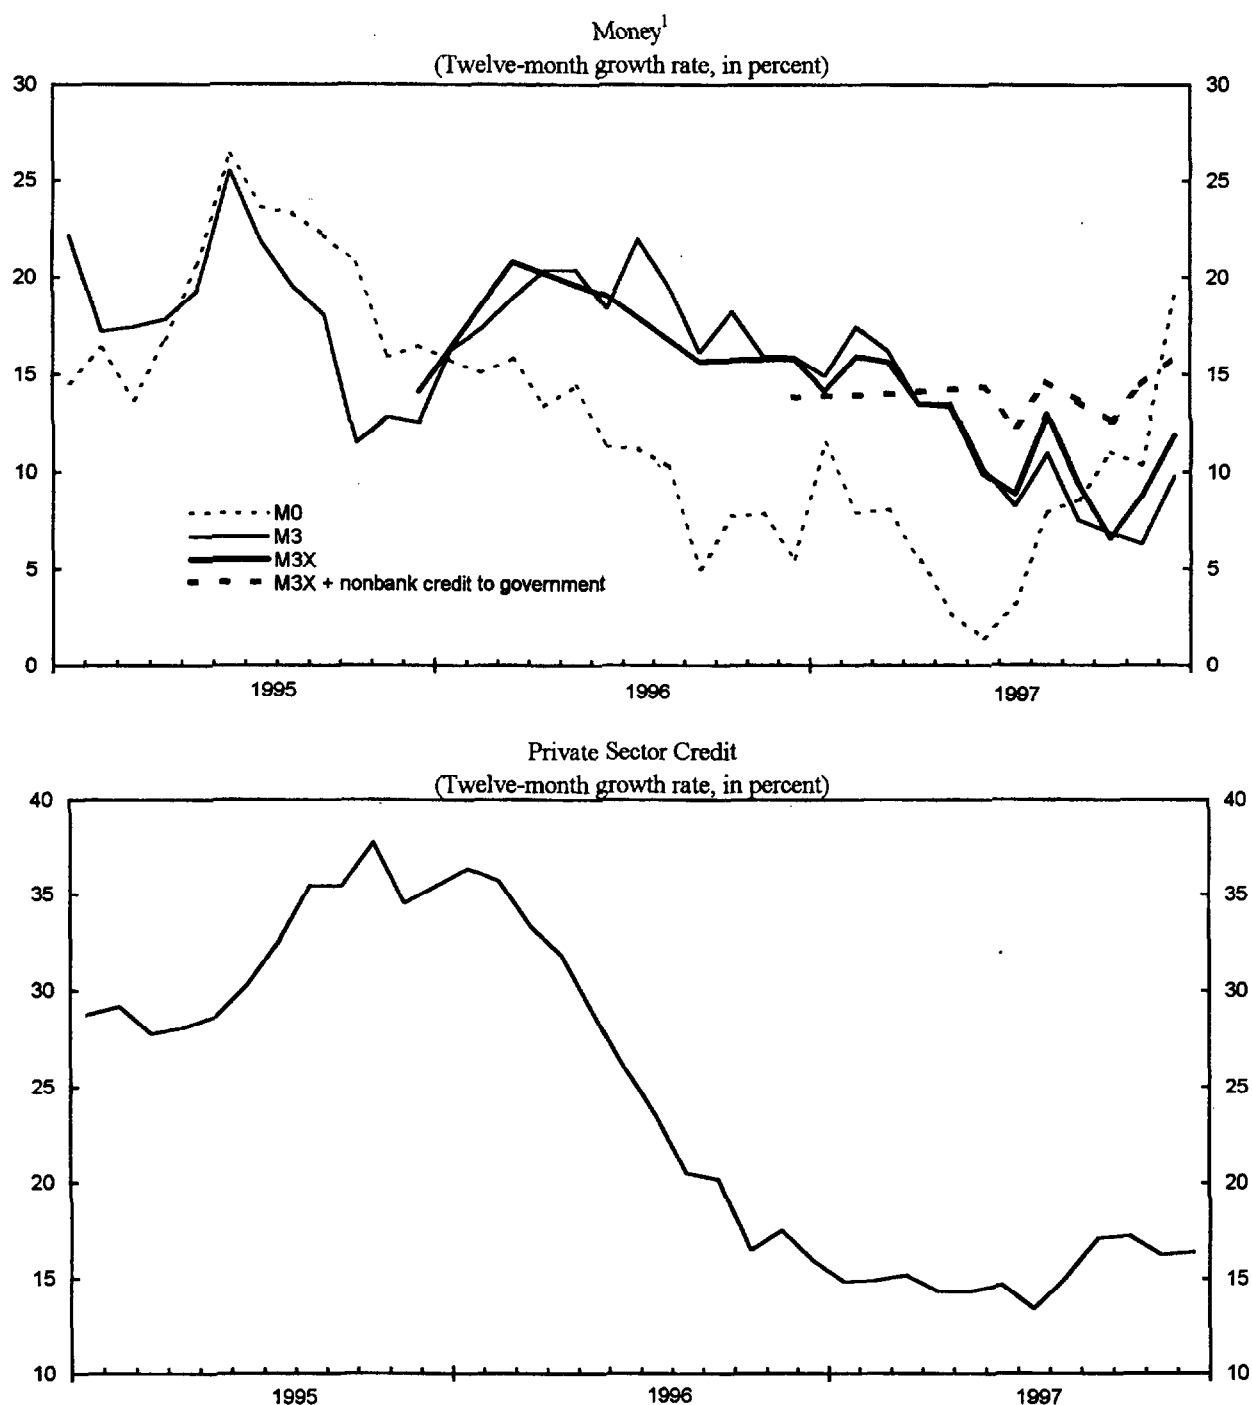 Money¹
(Twelve-month growth rate, in percent)
30 30
25 25
20 20
15 15
10 10
M0
M3
M3X
5 5
M3X + nonbank credit to government
0 0
1995 1996 1997
Private Sector Credit
(Twelve-month growth rate, in percent)
40 40
35 35
30 30
25 25
20 20
15 15
10 10
1995 1996 1997